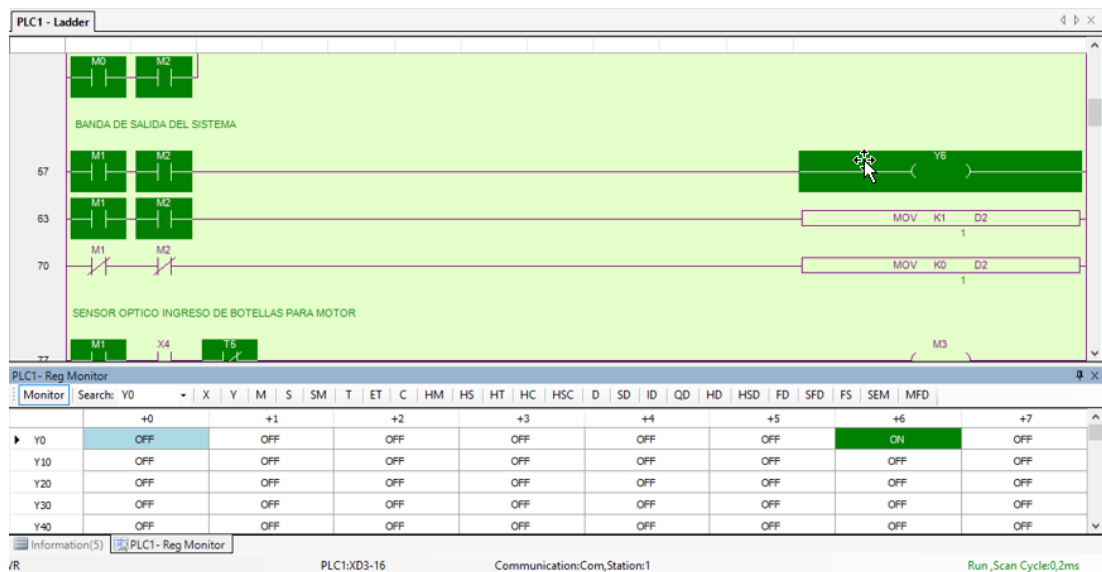 PLC1 - Ladder
M0 M2
BANDA DE SALIDA DEL SISTEMA
M1 M2 Y6
57
M1 M2
63 MOV K1 D2
1
M1 M2
70 MOV K0 D2
1
SENSOR OPTICO INGRESO DE BOTELLAS PARA MOTOR
M1 X4 T5 M3
77
PLC1- Reg Monitor
Monitor Search: Y0 X Y M S SM T ET C HM HS HT HC HSC D SD ID QD HD HSD FD SFD FS SEM MFD
+0 +1 +2 +3 +4 +5 +6 +7
Y0 OFF OFF OFF OFF OFF OFF ON OFF
Y10 OFF OFF OFF OFF OFF OFF OFF OFF
Y20 OFF OFF OFF OFF OFF OFF OFF OFF
Y30 OFF OFF OFF OFF OFF OFF OFF OFF
Y40 OFF OFF OFF OFF OFF OFF OFF OFF
Information(5) PLC1- Reg Monitor
/R PLC1:XD3-16 Communication:Com,Station:1 Run ,Scan Cycle:0,2ms